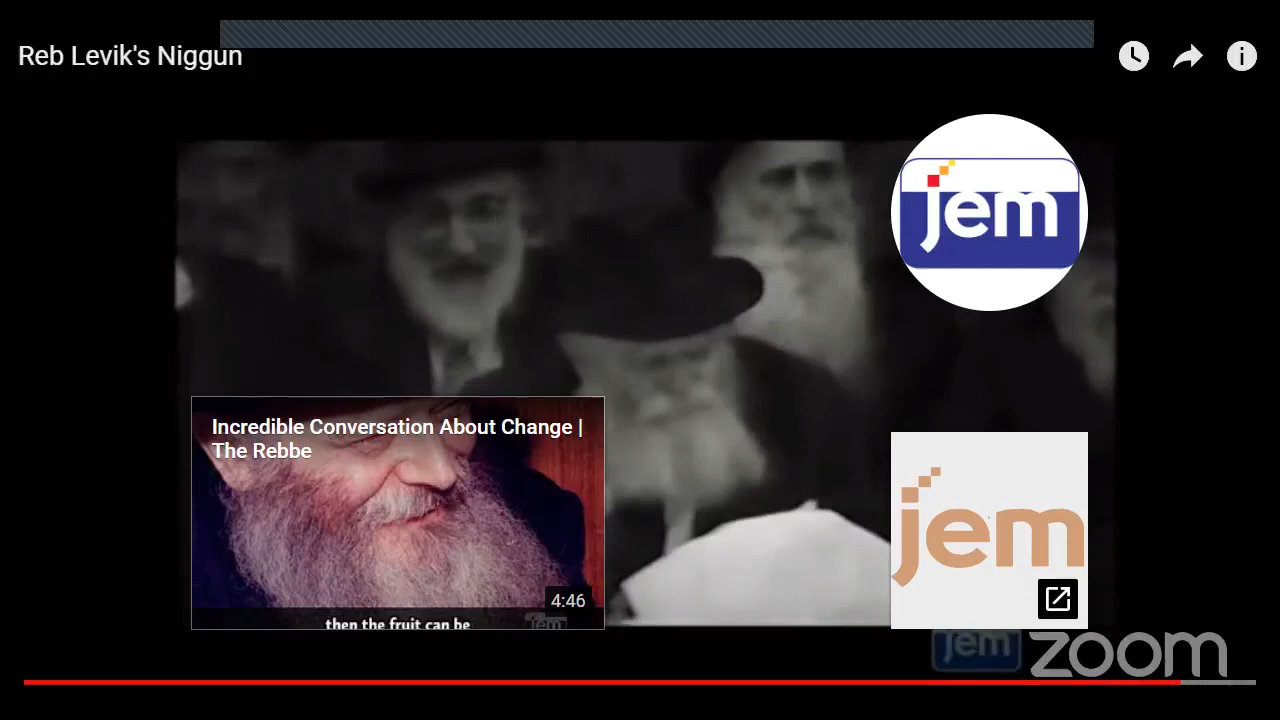 Reb Levik's Niggun
jem
Incredible Conversation About Change |
The Rebbe
4:46
then the fruit can be
jem
jem
jem
zoom